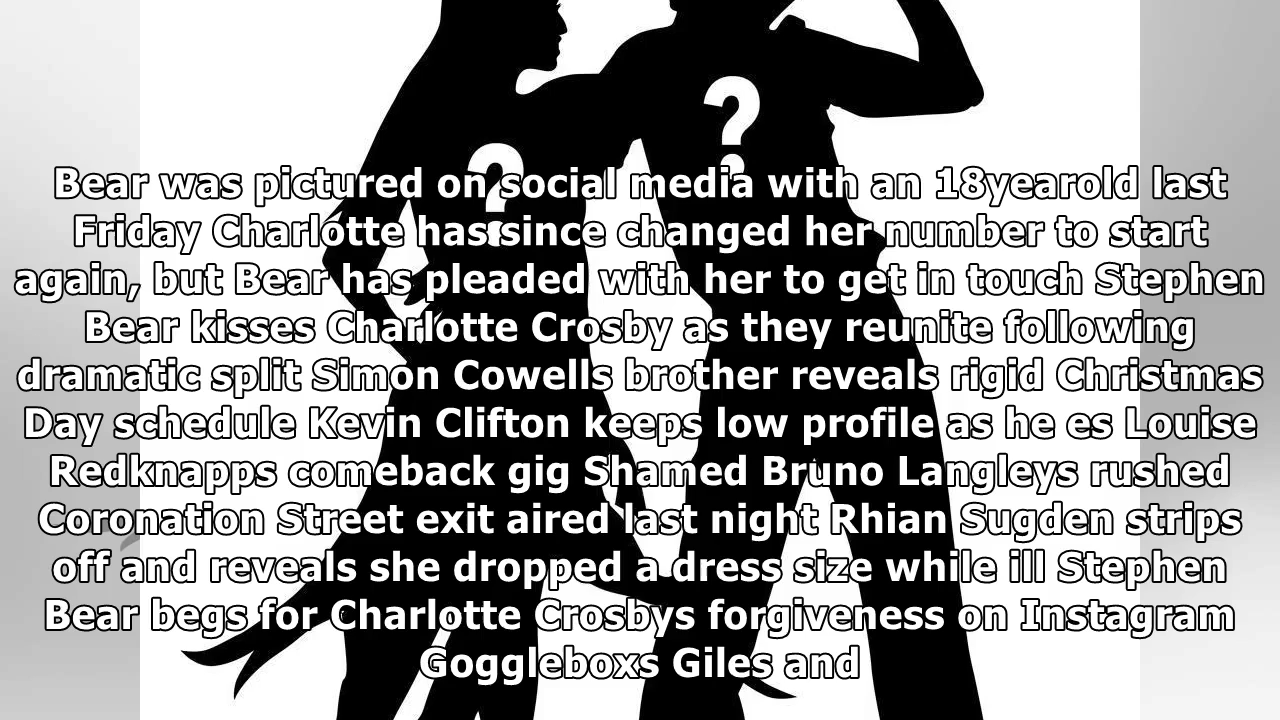 Bear was pictured on social media with an 18yearold last
Friday Charlotte has since changed her number to start
again, but Bear has pleaded with her to get in touch Stephen
Bear kisses Charlotte Crosby as they reunite following
dramatic split Simon Cowells brother reveals rigid Christmas
Day schedule Kevin Clifton keeps low profile as he es Louise
Redknapps comeback gig Shamed Bruno Langleys rushed
Coronation Street exit aired last night Rhian Sugden strips
off and reveals she dropped a dress size while ill Stephen
Bear begs for Charlotte Crosbys forgiveness on Instagram
Goggleboxs Giles and